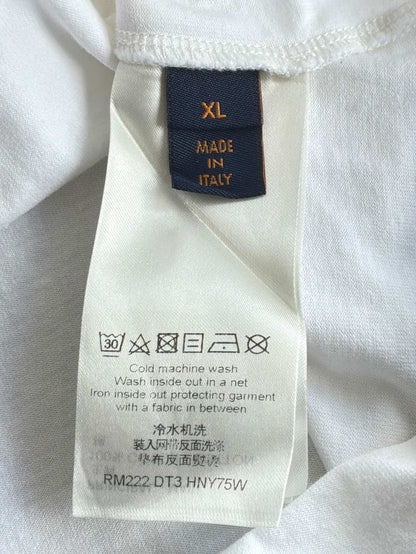 XL
MADE
IN
ITALY
30
Cold machine wash
Wash inside out in a net
Iron inside out protecting garment
with a fabric in between
冷水机洗
装入网带反面洗涤
垫布反面熨烫
RM222 DT3 HNY75W